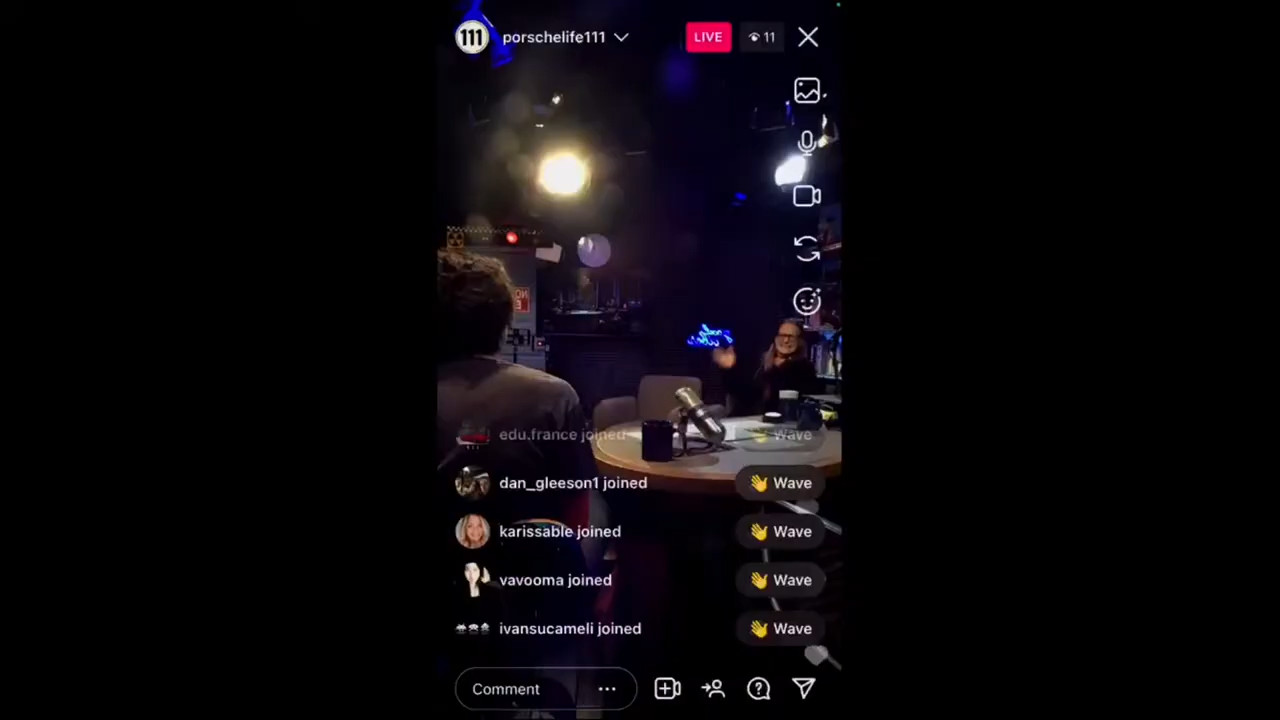 111 porschelife111 LIVE 11
edu.france joined Wave
dan_gleeson1 joined Wave
karissable joined Wave
vavooma joined Wave
ivansucameli joined Wave
Comment